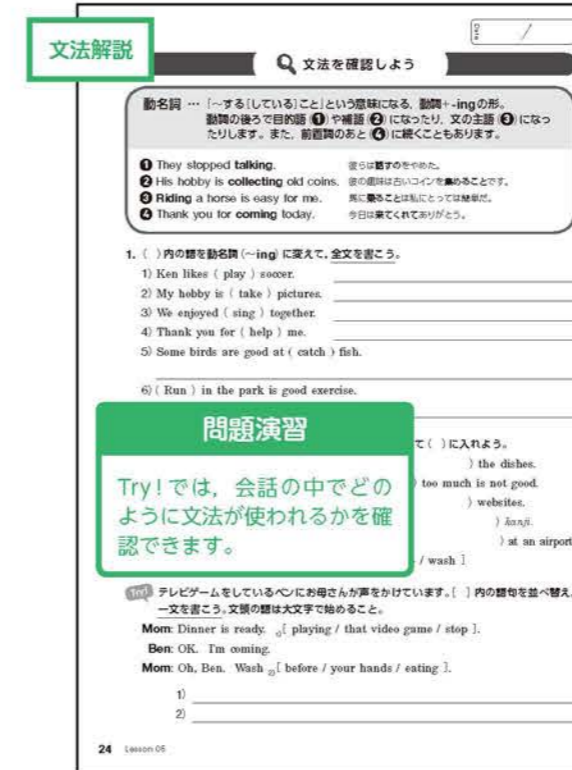 Date /
文法解説
文法を確認しよう
動名詞 … 「〜する[している]こと」という意味になる、動詞+-ingの形。
動詞の後ろで目的語(❶)や補語(❷)になったり、文の主語(❸)になっ
たりします。また、前置詞のあと(❹)に続くこともあります。
❶ They stopped talking. 彼らは話すのをやめた。
❷ His hobby is collecting old coins. 彼の趣味は古いコインを集めることです。
❸ Riding a horse is easy for me. 馬に乗ることは私にとっては簡単だ。
❹ Thank you for coming today. 今日は来てくれてありがとう。
1. ( )内の語を動名詞(〜ing)に変えて、全文を書こう。
1) Ken likes ( play ) soccer.
2) My hobby is ( take ) pictures.
3) We enjoyed ( sing ) together.
4) Thank you for ( help ) me.
5) Some birds are good at ( catch ) fish.
6) ( Run ) in the park is good exercise.
問題演習
Try!では、会話の中でどの
ように文法が使われるかを確
認できます。
て( )に入れよう。
) the dishes.
) too much is not good.
) websites.
) kanji.
) at an airport
/ wash ]
Try! テレビゲームをしているベンにお母さんが声をかけています。[ ]内の語句を並べ替え、
一文を書こう。文頭の語は大文字で始めること。
Mom: Dinner is ready. 1)[ playing / that video game / stop ].
Ben: OK. I'm coming.
Mom: Oh, Ben. Wash 2)[ before / your hands / eating ].
1)
2)
24 Lesson 05